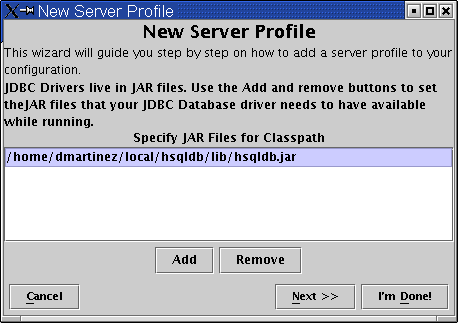 New Server Profile
New Server Profile
This wizard will guide you step by step on how to add a server profile to your
configuration.
JDBC Drivers live in JAR files. Use the Add and remove buttons to set
theJAR files that your JDBC Database driver needs to have available
while running.
Specify JAR Files for Classpath
/home/dmartinez/local/hsqldb/lib/hsqldb.jar
Add Remove
Cancel Next >> I'm Done!